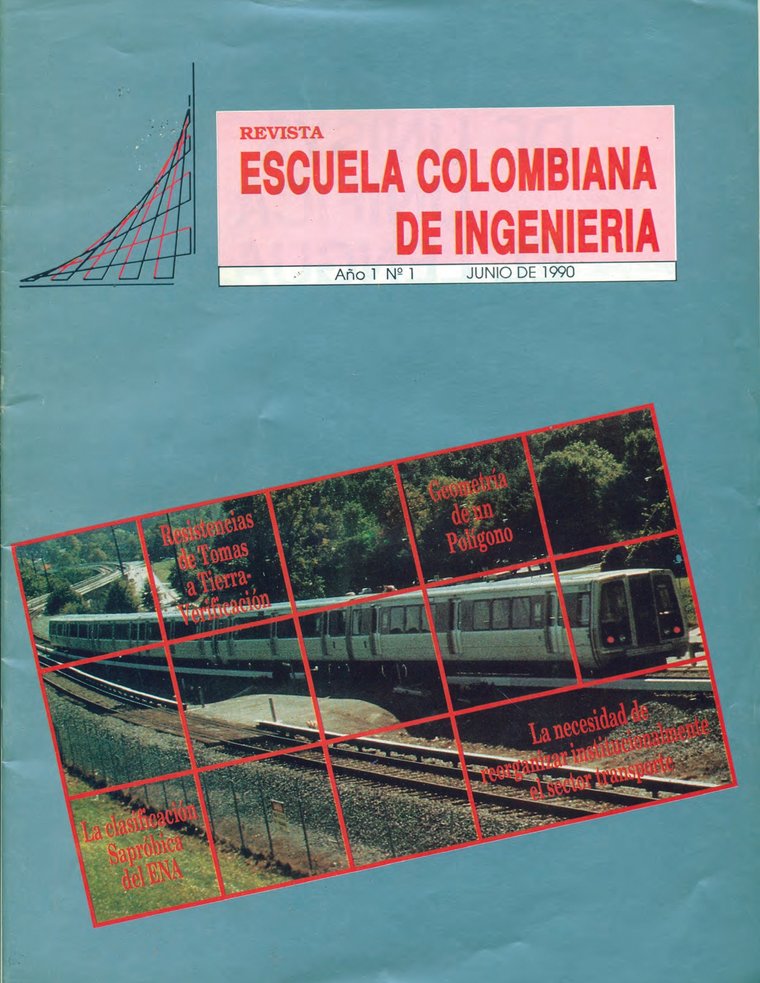 REVISTA
ESCUELA COLOMBIANA
DE INGENIERIA
Año 1 Nº 1 JUNIO DE 1990
Resistencias
de Tomas
a Tierra-
Verificación
Geometría
de un
Polígono
La necesidad de
reorganizar institucionalmente
el sector transporte
La clasificación
Sapróbica
del ENA